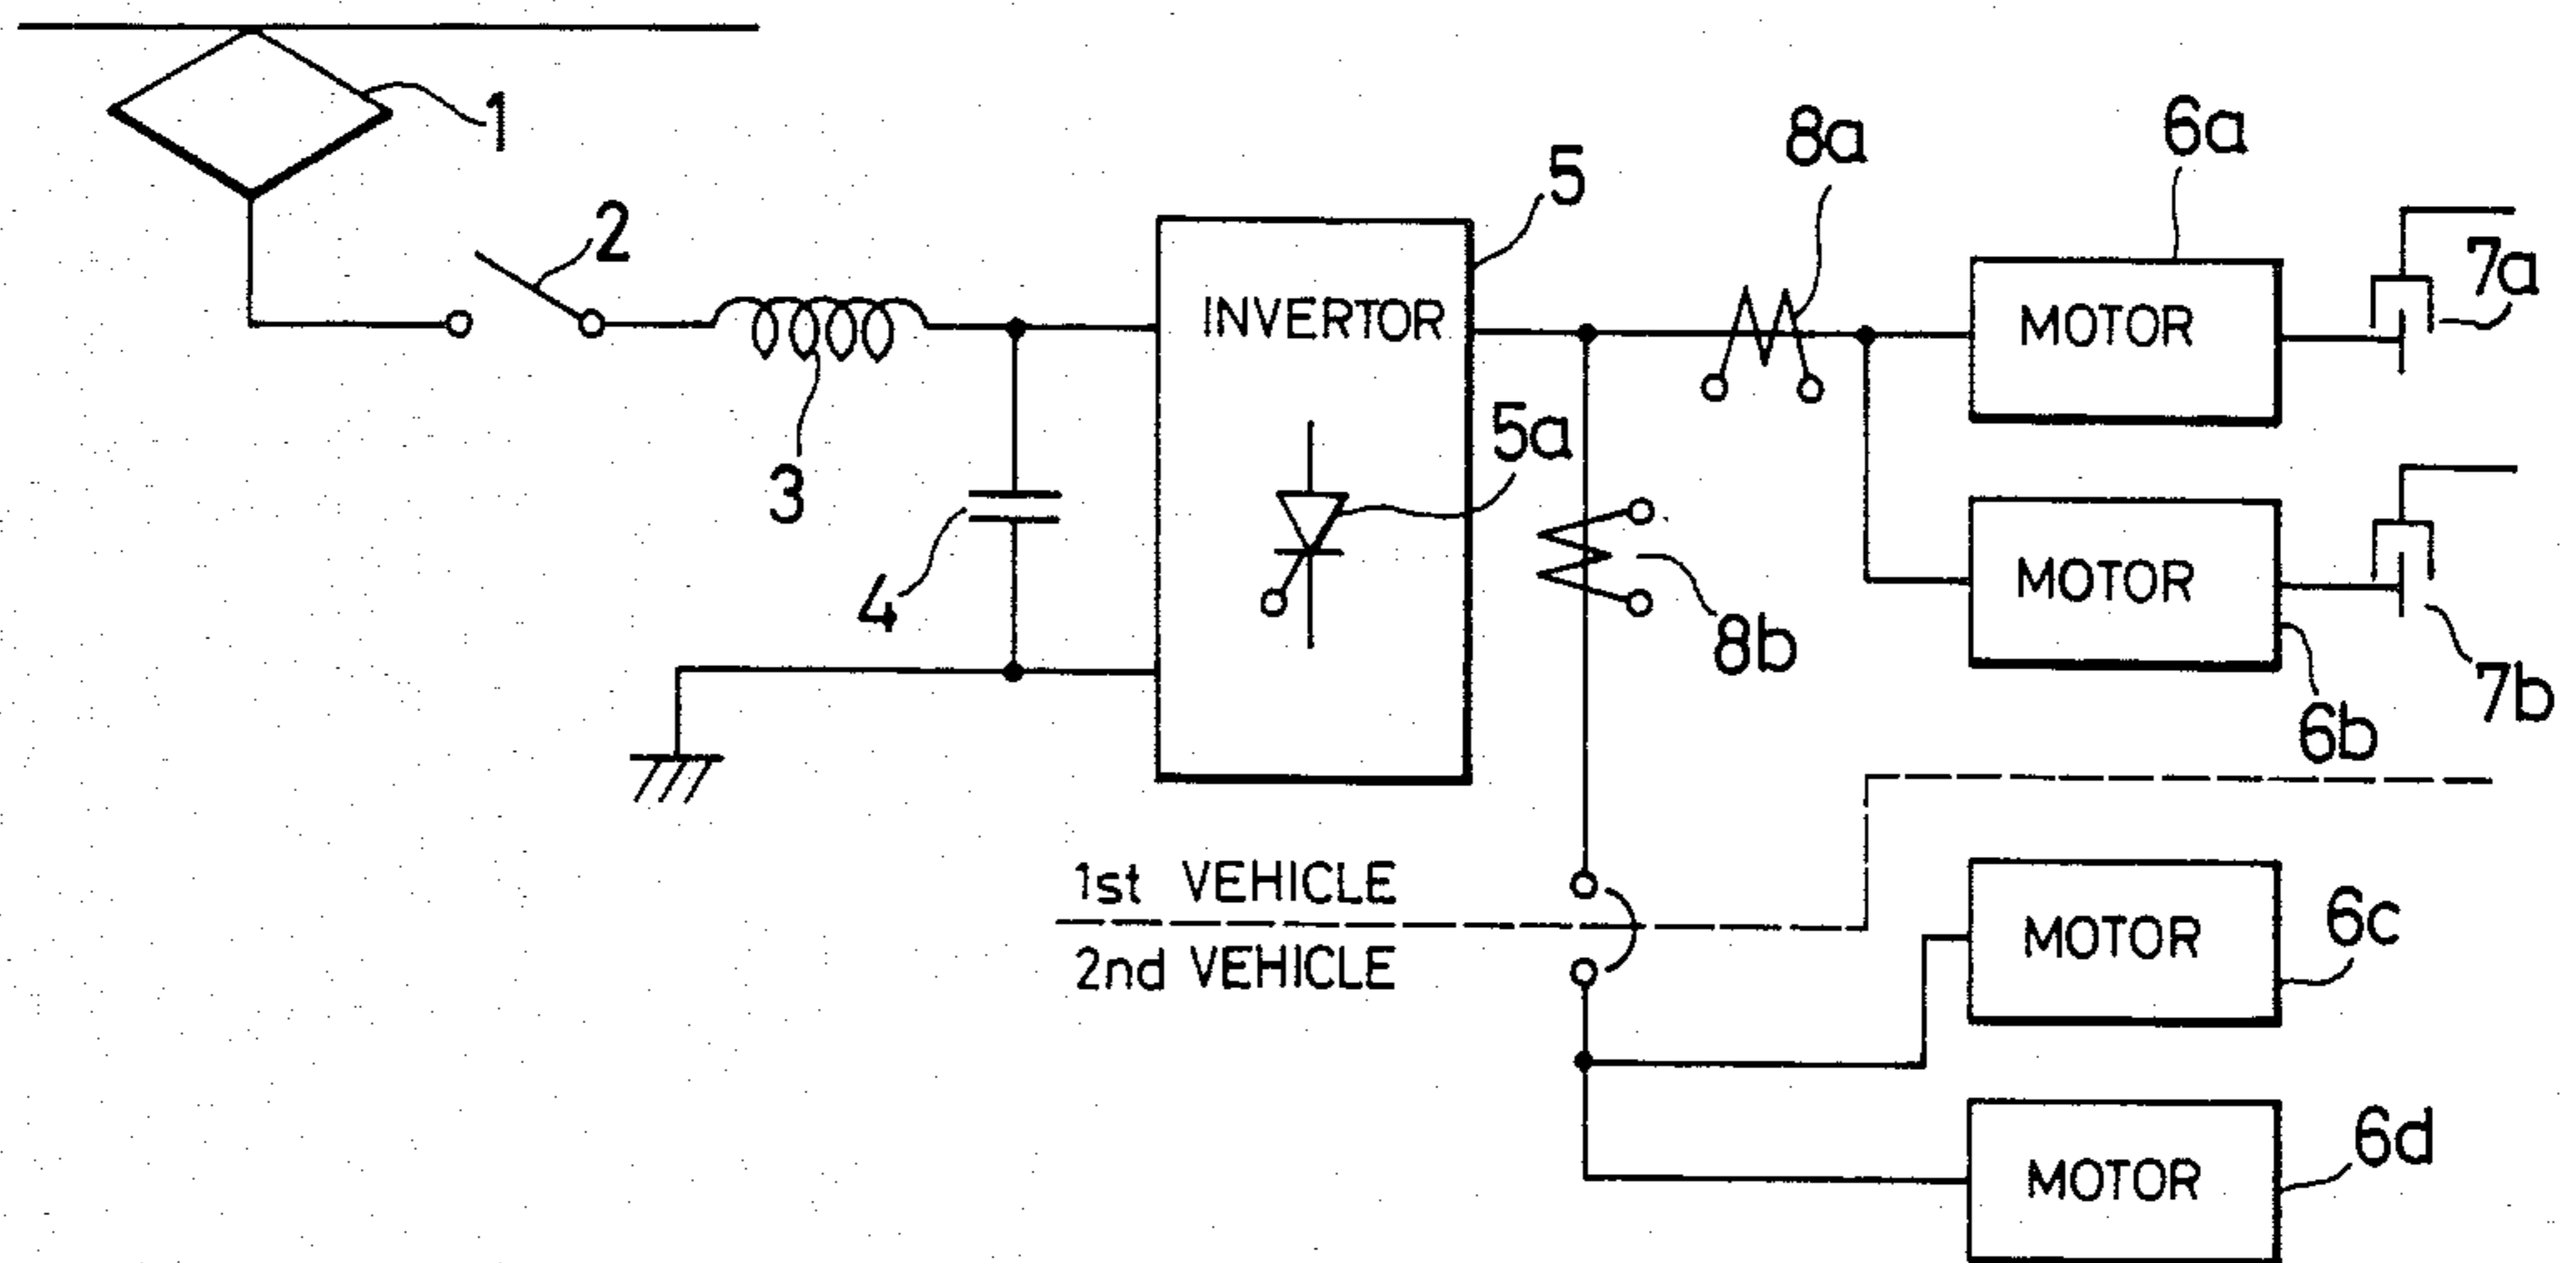 1
2
3
4
5
INVERTOR
5a
8a
8b
6a
MOTOR
7a
MOTOR
6b
7b
1st VEHICLE
2nd VEHICLE
MOTOR
6c
MOTOR
6d